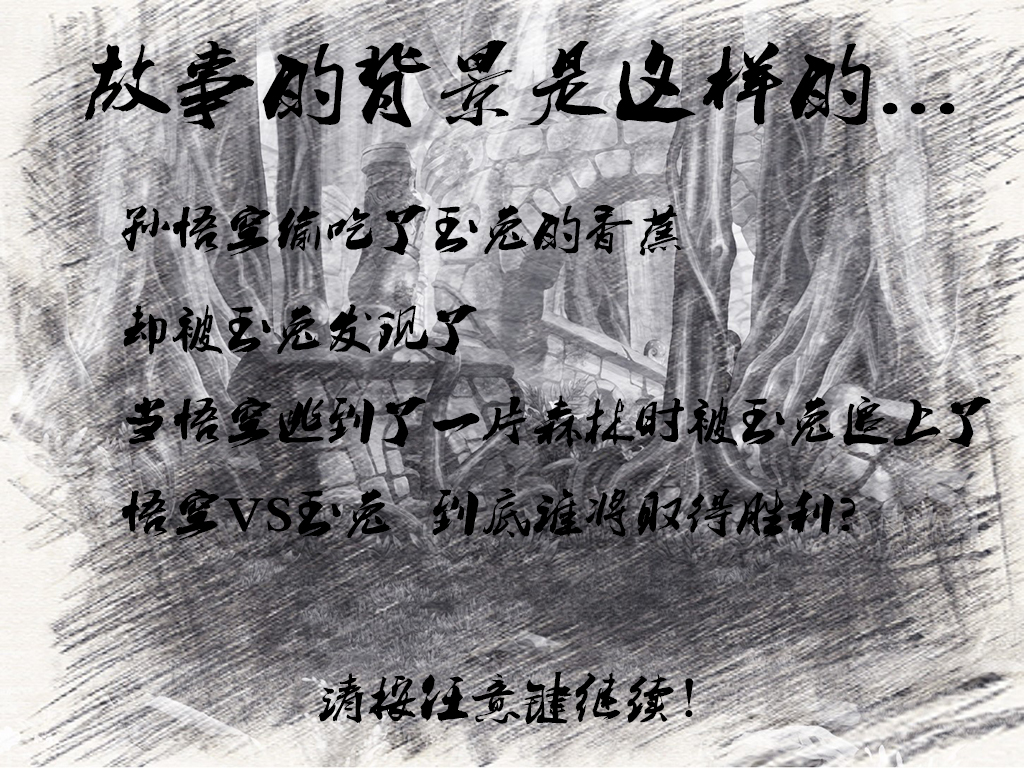 故事的背景是这样的...
孙悟空偷吃了玉兔的香蕉
却被玉兔发现了
当悟空逃到了一片森林时被玉兔追上了
悟空VS玉兔 到底谁将取得胜利?
请按任意键继续!